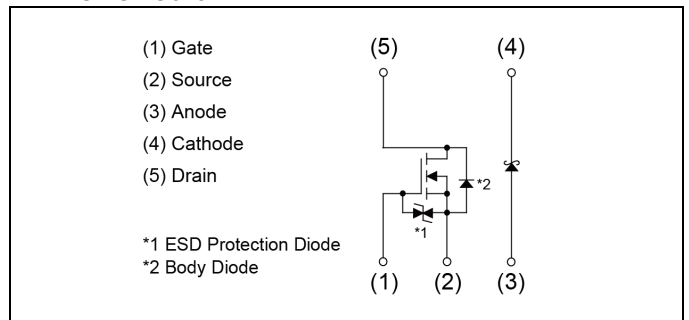 (1) Gate
(2) Source
(3) Anode
(4) Cathode
(5) Drain
*1 ESD Protection Diode
*2 Body Diode
(5) (4)
*2
*1
(1) (2) (3)